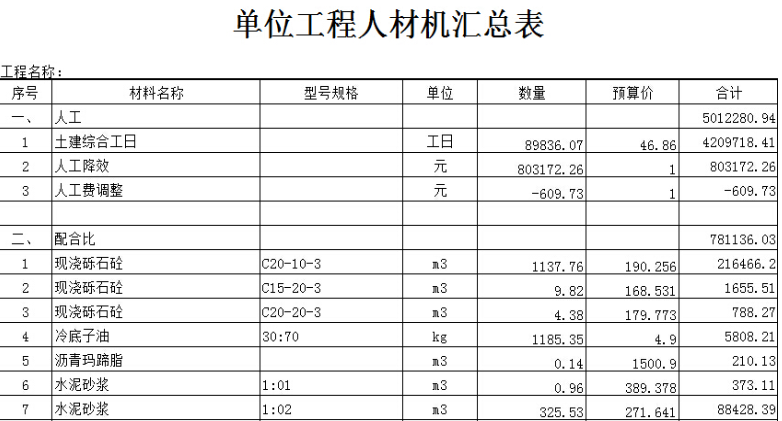 单位工程人材机汇总表
工程名称：
序号 材料名称 型号规格 单位 数量 预算价 合计
一、 人工 5012280.94
1 土建综合工日 工日 89836.07 46.86 4209718.41
2 人工降效 元 803172.26 1 803172.26
3 人工费调整 元 -609.73 1 -609.73
二、 配合比 781136.03
1 现浇砾石砼 C20-10-3 m3 1137.76 190.256 216466.2
2 现浇砾石砼 C15-20-3 m3 9.82 168.531 1655.51
3 现浇砾石砼 C20-20-3 m3 4.38 179.773 788.27
4 冷底子油 30:70 kg 1185.35 4.9 5808.21
5 沥青玛蹄脂 m3 0.14 1500.9 210.13
6 水泥砂浆 1:01 m3 0.96 389.378 373.11
7 水泥砂浆 1:02 m3 325.53 271.641 88428.39